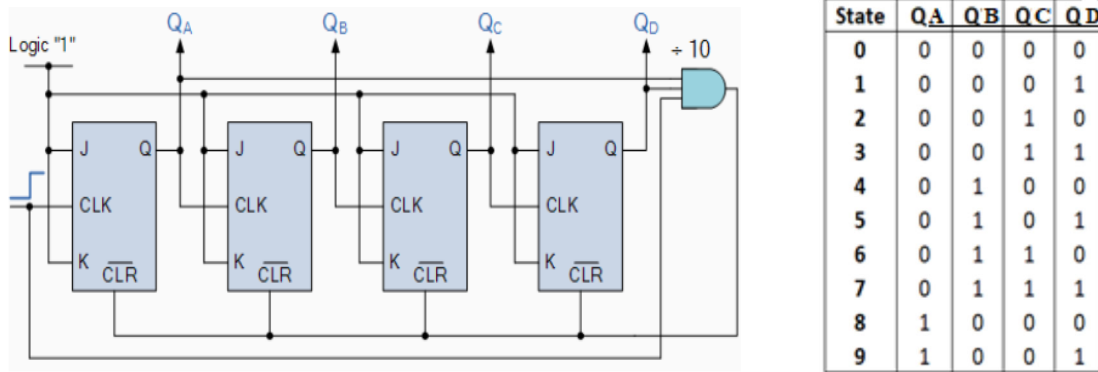 QA QB QC QD
Logic "1" ÷ 10
J Q J Q J Q J Q
CLK CLK CLK CLK
K CLR K CLR K CLR K CLR
State QA QB QC QD
0 0 0 0 0
1 0 0 0 1
2 0 0 1 0
3 0 0 1 1
4 0 1 0 0
5 0 1 0 1
6 0 1 1 0
7 0 1 1 1
8 1 0 0 0
9 1 0 0 1